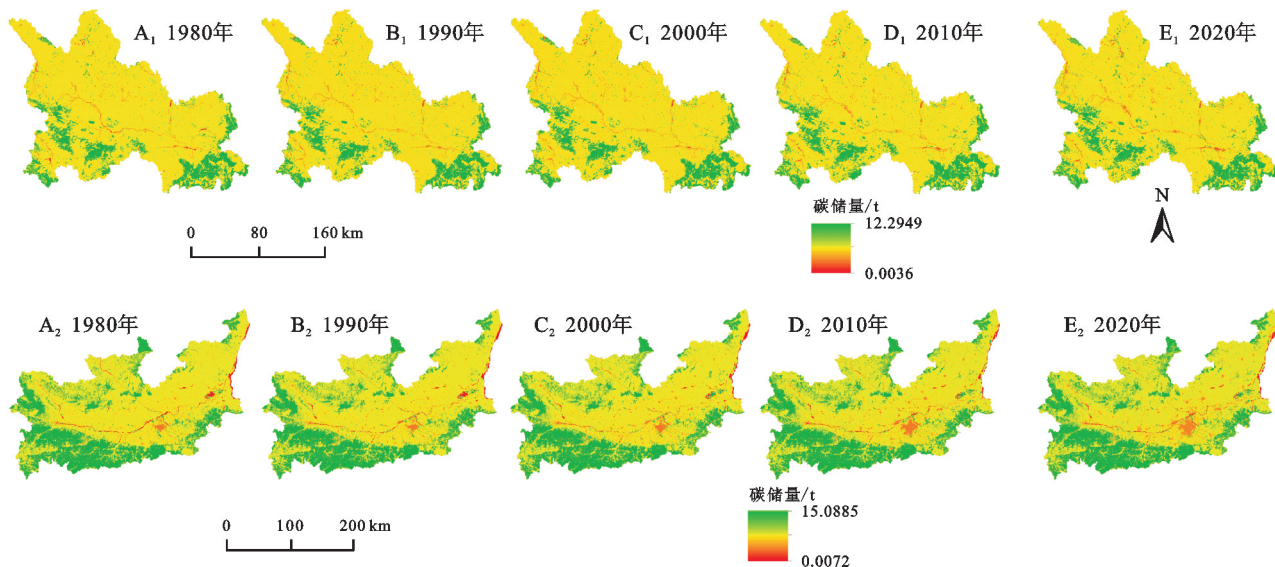 A₁ 1980年
B₁ 1990年
C₁ 2000年
D₁ 2010年
E₁ 2020年
N
碳储量/t
12.2949
0.0036
0 80 160 km
A₂ 1980年
B₂ 1990年
C₂ 2000年
D₂ 2010年
E₂ 2020年
碳储量/t
15.0885
0.0072
0 100 200 km